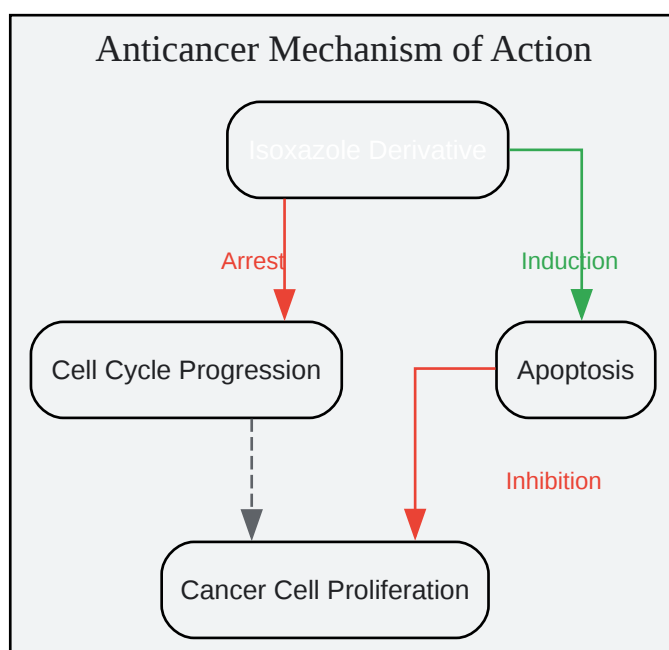 Anticancer Mechanism of Action
Isoxazole Derivative
Arrest
Induction
Cell Cycle Progression
Apoptosis
Inhibition
Cancer Cell Proliferation